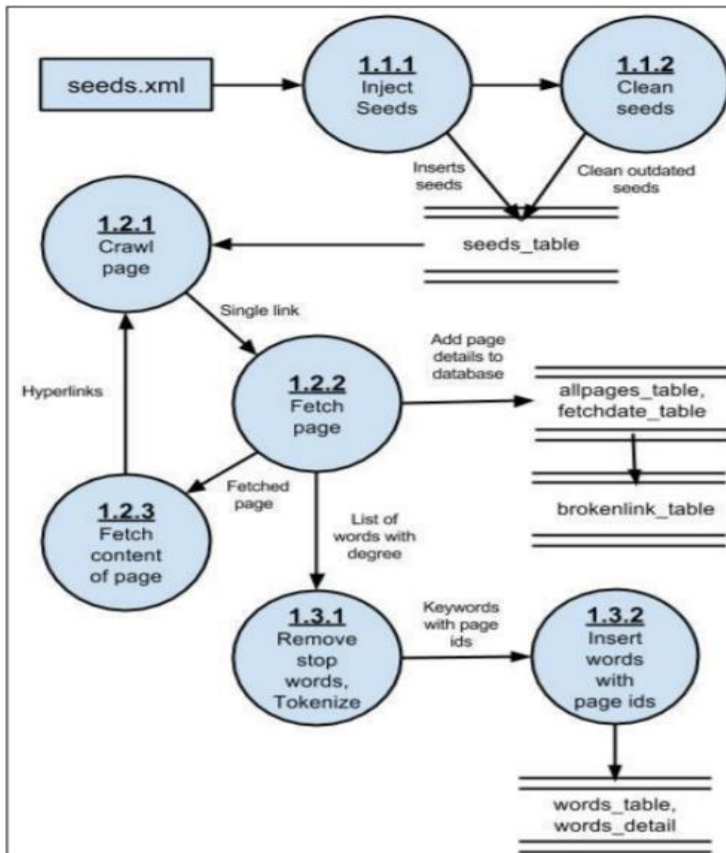 seeds.xml
1.1.1
Inject
Seeds
1.1.2
Clean
seeds
Inserts
seeds
Clean outdated
seeds
seeds_table
1.2.1
Crawl
page
Single link
Add page
details to
database
1.2.2
Fetch
page
allpages_table,
fetchdate_table
Hyperlinks
Fetched
page
brokenlink_table
1.2.3
Fetch
content
of page
List of
words with
degree
1.3.1
Remove
stop
words,
Tokenize
Keywords
with page
ids
1.3.2
Insert
words
with
page ids
words_table,
words_detail